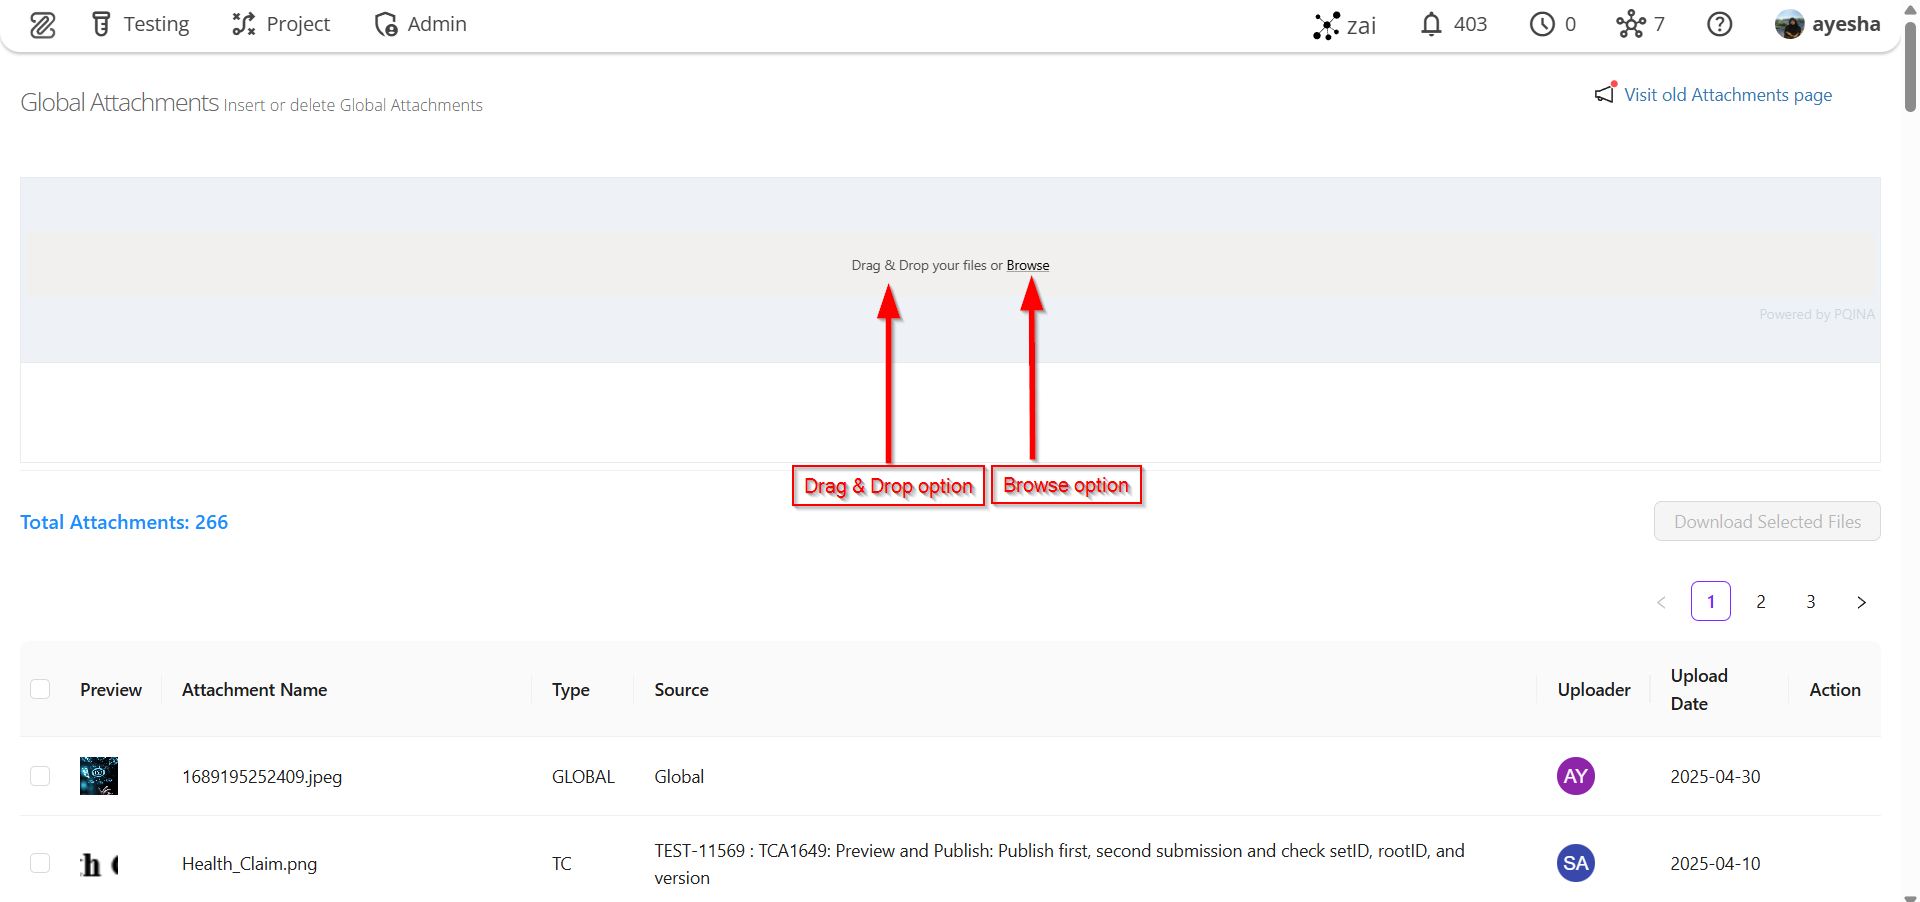 Testing Project Admin zai 403 0 7 ayesha
Global Attachments Insert or delete Global Attachments
Visit old Attachments page
Drag & Drop your files or Browse
Powered by PQINA
Drag & Drop option
Browse option
Total Attachments: 266
Download Selected Files
1 2 3
Preview Attachment Name Type Source Uploader Upload Date Action
1689195252409.jpeg GLOBAL Global AY 2025-04-30
Health_Claim.png TC TEST-11569 : TCA1649: Preview and Publish: Publish first, second submission and check setID, rootID, and
version SA 2025-04-10